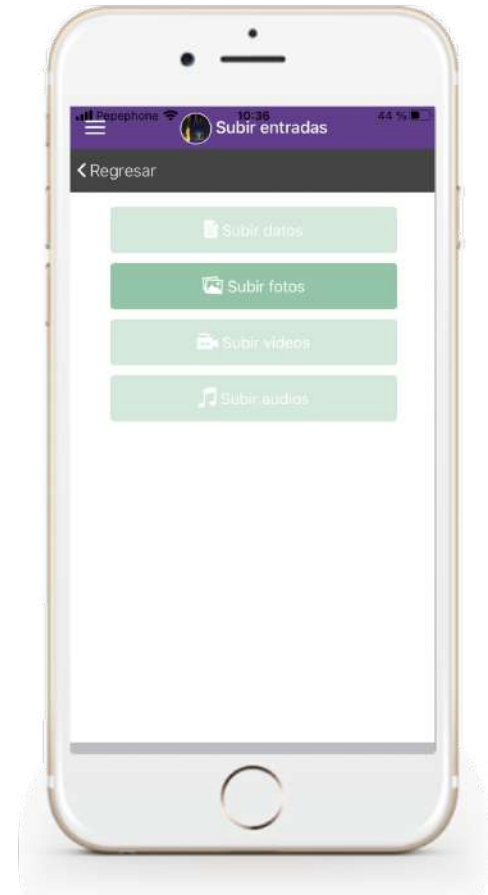 Pepephone 10:36 44 %
Subir entradas
Regresar
Subir datos
Subir fotos
Subir videos
Subir audios